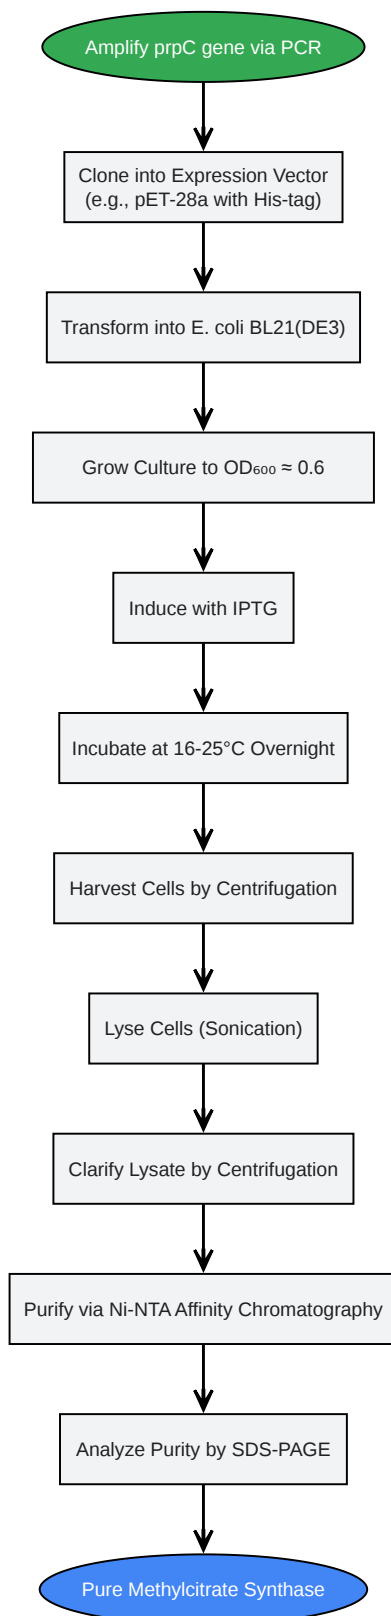 Amplify prpC gene via PCR
Clone into Expression Vector
(e.g., pET-28a with His-tag)
Transform into E. coli BL21(DE3)
Grow Culture to OD₆₀₀ ≈ 0.6
Induce with IPTG
Incubate at 16-25°C Overnight
Harvest Cells by Centrifugation
Lyse Cells (Sonication)
Clarify Lysate by Centrifugation
Purify via Ni-NTA Affinity Chromatography
Analyze Purity by SDS-PAGE
Pure Methylcitrate Synthase